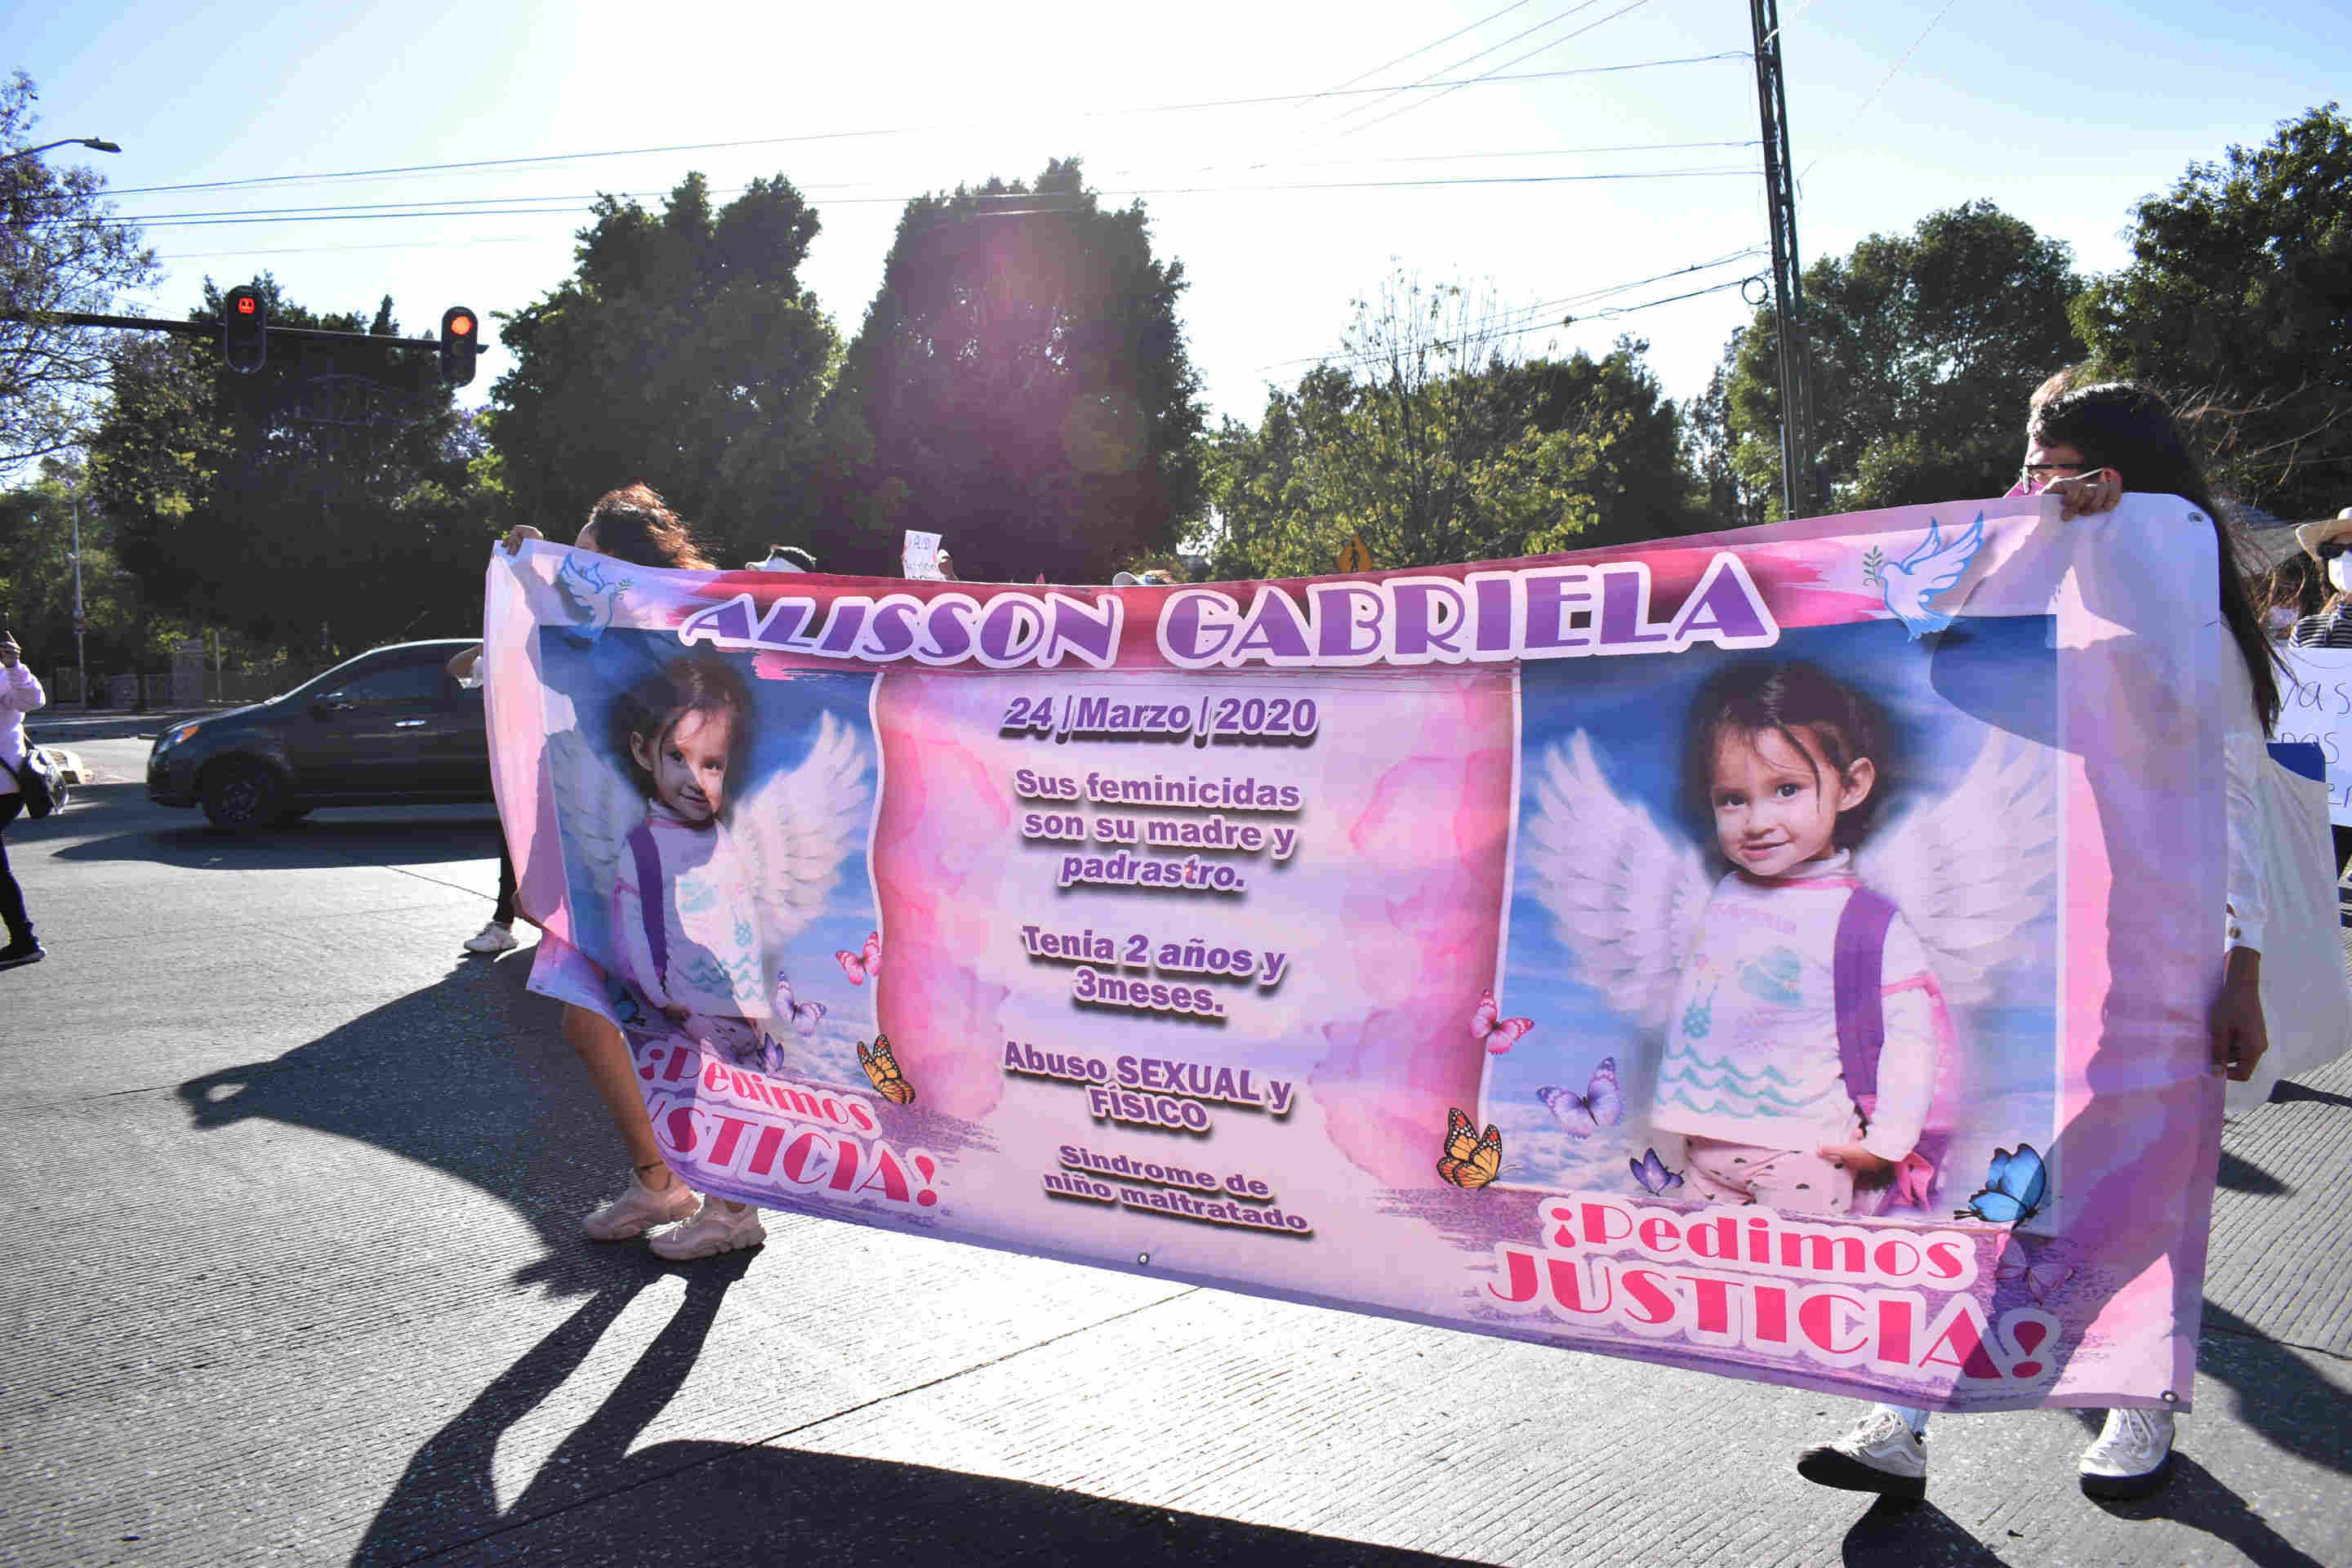 ALISSON GABRIELA
24 | Marzo | 2020
Sus feminicidas
son su madre y
padrastro.
Tenia 2 años y
3meses.
Abuso SEXUAL y
FÍSICO
Sindrome de
niño maltratado
¡Pedimos
USTICIA!
¡Pedimos
JUSTICIA!